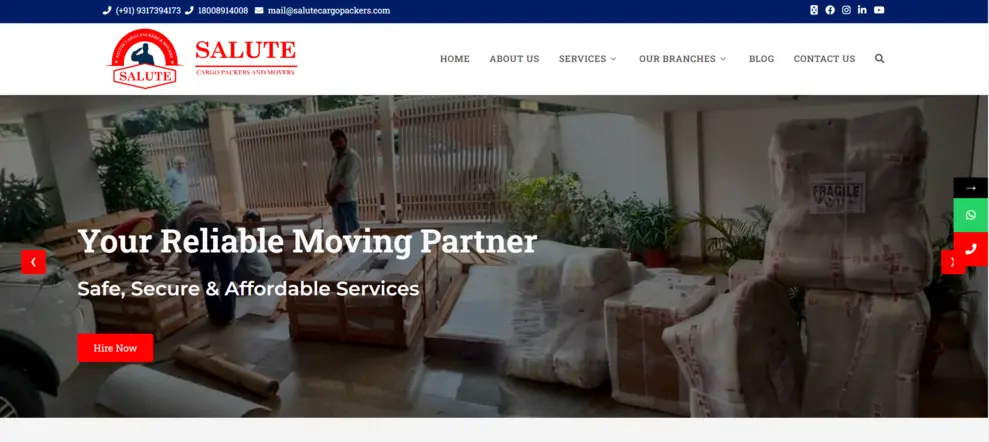 (+91) 9317394173 18008914008 mail@salutecargopackers.com
SALUTE CARGO PACKERS & MOVERS
SALUTE
SALUTE
CARGO PACKERS AND MOVERS
HOME ABOUT US SERVICES OUR BRANCHES BLOG CONTACT US
FRAGILE
Your Reliable Moving Partner
Safe, Secure & Affordable Services
Hire Now